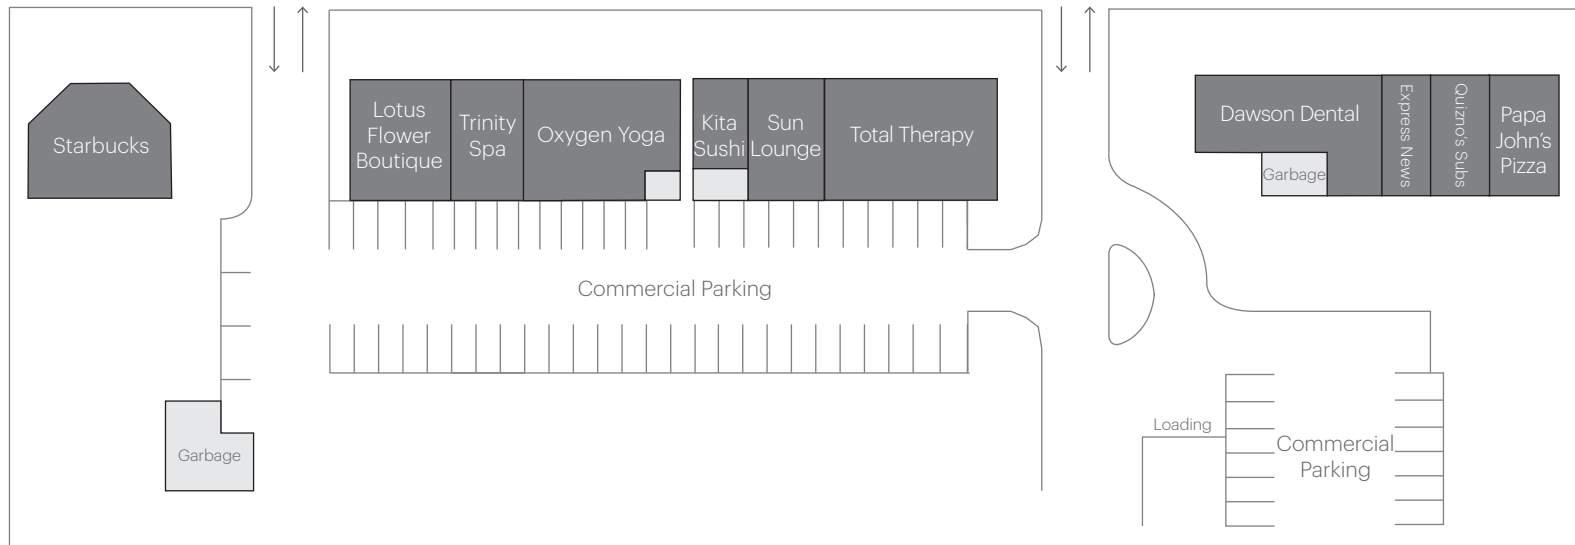 Starbucks
Lotus
Flower
Boutique
Trinity
Spa
Oxygen Yoga
Kita
Sushi
Sun
Lounge
Total Therapy
Dawson Dental
Garbage
Express News
Quizno's Subs
Papa
John's
Pizza
Commercial Parking
Garbage
Loading
Commercial
Parking